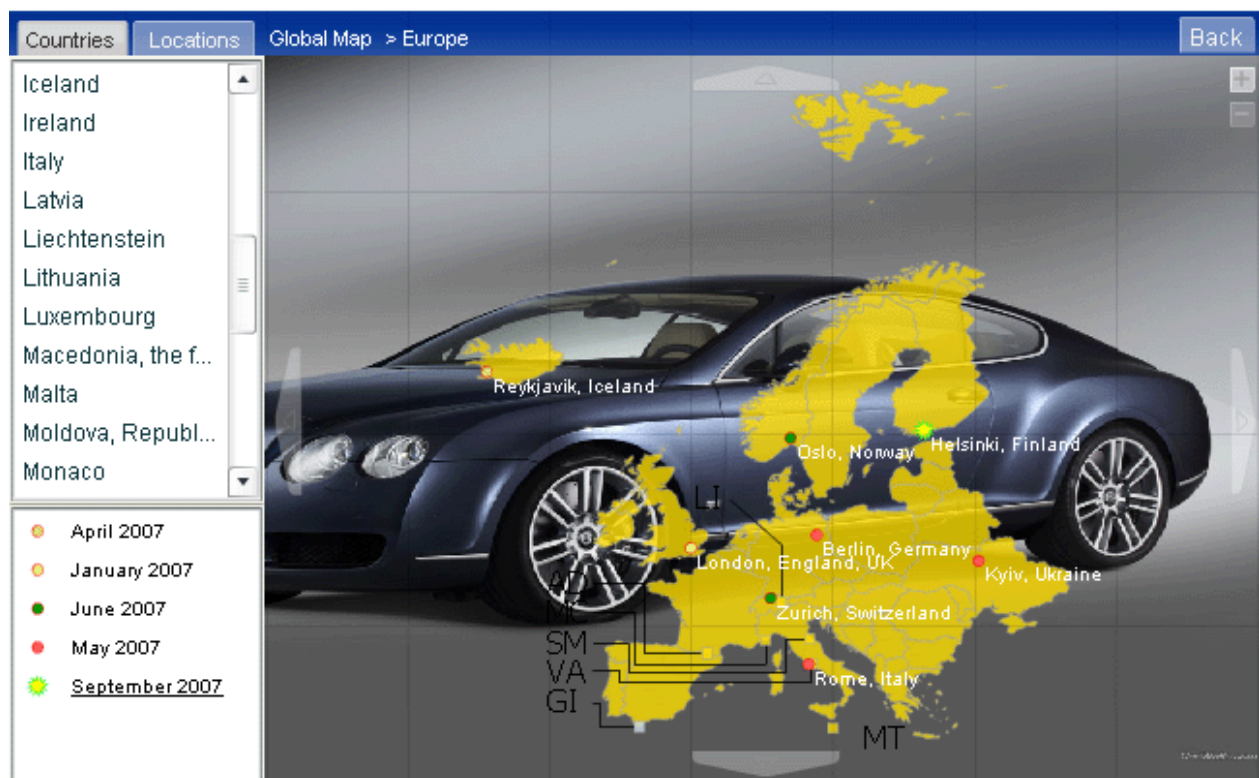 Countries
Locations
Global Map > Europe
Back
Iceland
Ireland
Italy
Latvia
Liechtenstein
Lithuania
Luxembourg
Macedonia, the f...
Malta
Moldova, Republ...
Monaco
April 2007
January 2007
June 2007
May 2007
September 2007
Reykjavik, Iceland
Oslo, Norway
Helsinki, Finland
LI
Berlin, Germany
London, England, UK
Kyiv, Ukraine
AD
Zurich, Switzerland
MC
SM
VA
Rome, Italy
GI
MT